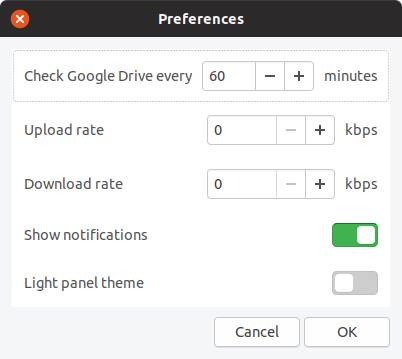 Preferences
Check Google Drive every 60 minutes
Upload rate 0 kbps
Download rate 0 kbps
Show notifications
Light panel theme
Cancel OK